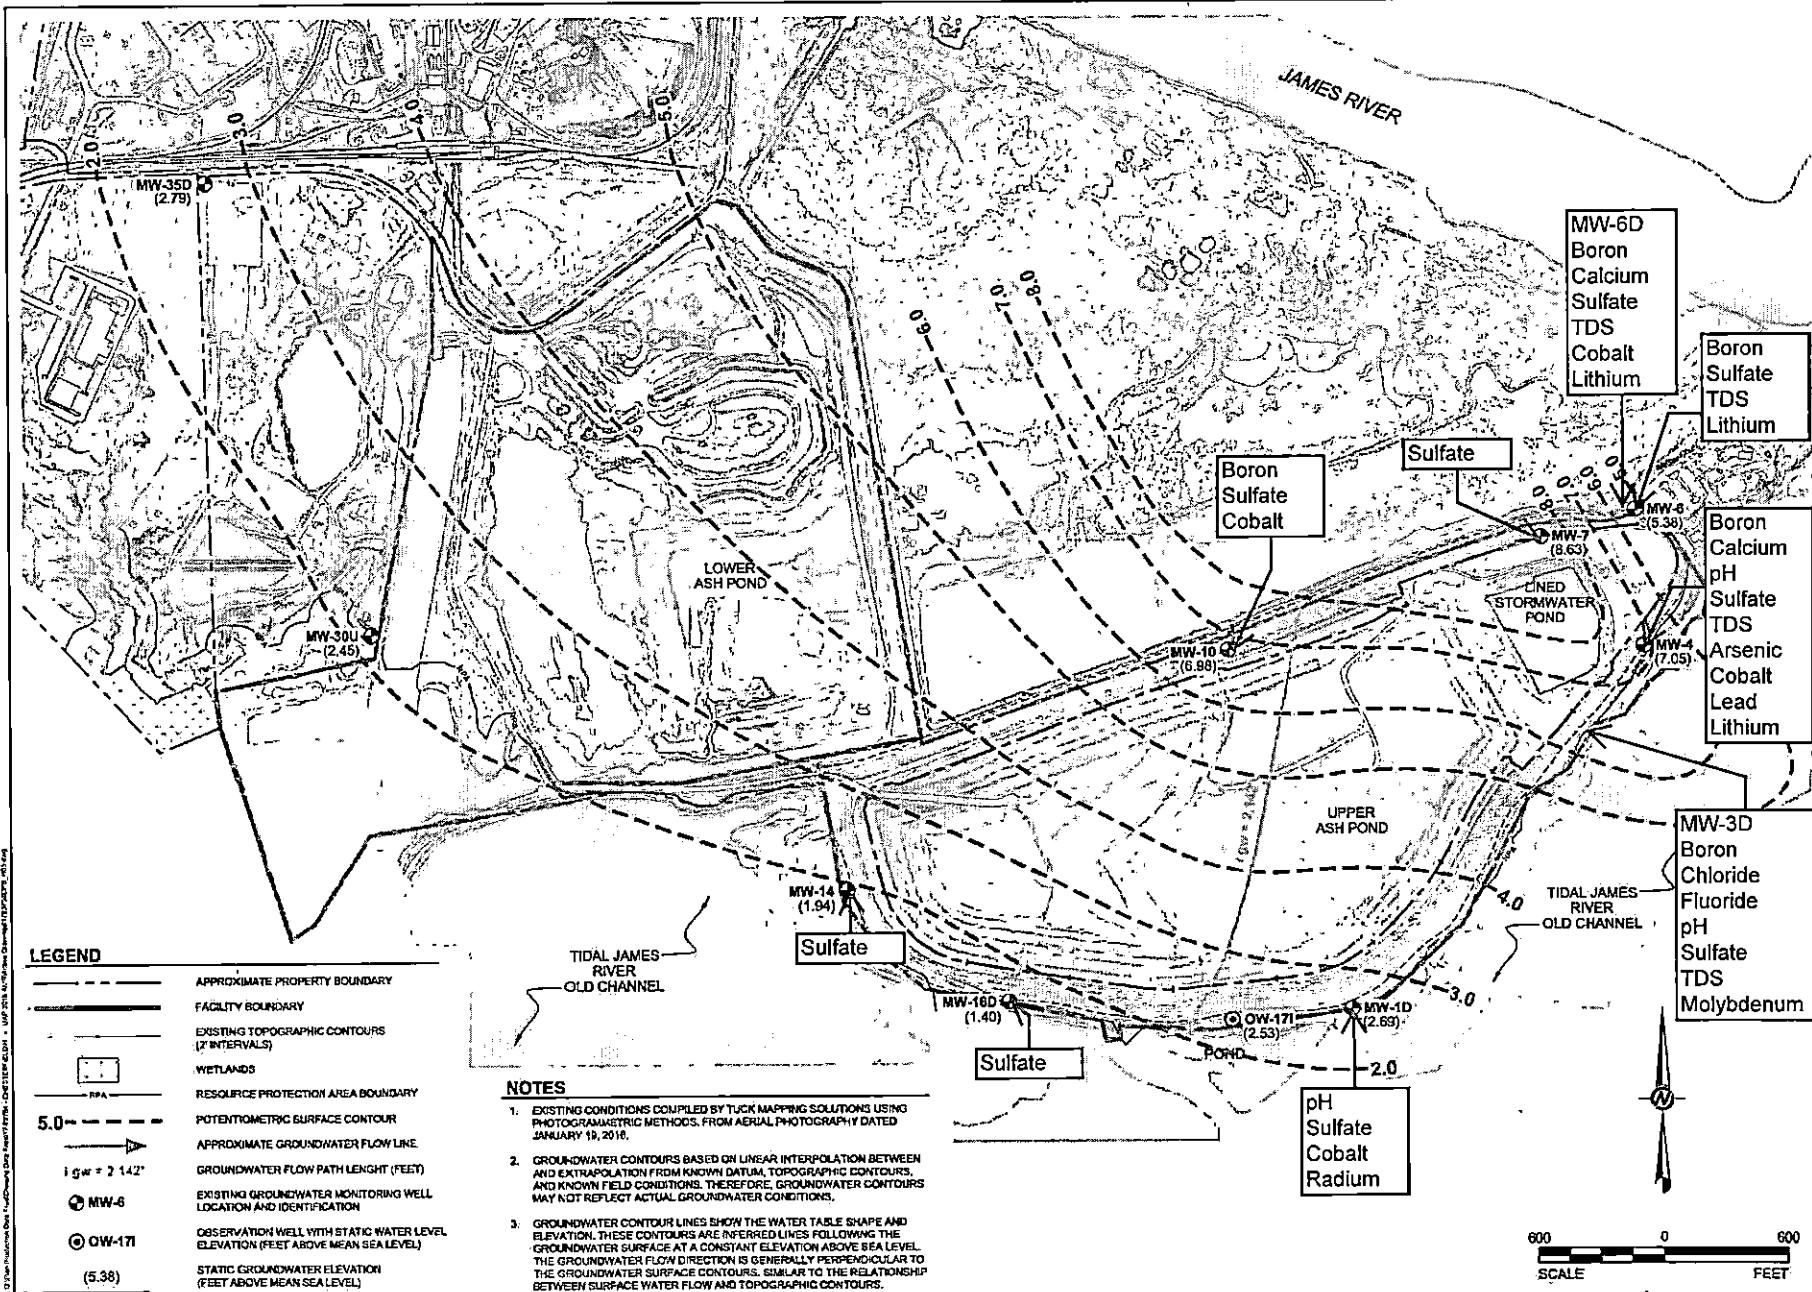 JAMES RIVER
2.0
3.0
4.0
5.0
MW-35D
(2.79)
6.0
7.0
8.0
MW-6D
Boron
Calcium
Sulfate
TDS
Cobalt
Lithium
Boron
Sulfate
TDS
Lithium
Sulfate
Boron
Sulfate
Cobalt
8.0
7.0
6.0
MW-6
(5.38)
MW-7
(8.63)
Boron
Calcium
pH
Sulfate
TDS
Arsenic
Cobalt
Lead
Lithium
LOWER
ASH POND
LINED
STORMWATER
POND
MW-30U
(2.45)
MW-10
(6.98)
MW-4
(7.05)
UPPER
ASH POND
MW-3D
Boron
Chloride
Fluoride
pH
Sulfate
TDS
Molybdenum
MW-14
(1.94)
Sulfate
4.0
TIDAL JAMES
RIVER
OLD CHANNEL
TIDAL JAMES
RIVER
OLD CHANNEL
MW-16D
(1.40)
Sulfate
OW-17I
(2.53)
MW-1D
(2.69)
3.0
POND
2.0
pH
Sulfate
Cobalt
Radium
LEGEND
APPROXIMATE PROPERTY BOUNDARY
FACILITY BOUNDARY
EXISTING TOPOGRAPHIC CONTOURS
(2' INTERVALS)
WETLANDS
RPA
RESOURCE PROTECTION AREA BOUNDARY
5.0
POTENTIOMETRIC SURFACE CONTOUR
APPROXIMATE GROUNDWATER FLOW LINE
i gw = 2 142'
GROUNDWATER FLOW PATH LENGHT (FEET)
MW-6
EXISTING GROUNDWATER MONITORING WELL
LOCATION AND IDENTIFICATION
OW-17I
OBSERVATION WELL WITH STATIC WATER LEVEL
ELEVATION (FEET ABOVE MEAN SEA LEVEL)
(5.38)
STATIC GROUNDWATER ELEVATION
(FEET ABOVE MEAN SEA LEVEL)
NOTES
1. EXISTING CONDITIONS COMPILED BY TUCK MAPPING SOLUTIONS USING
PHOTOGRAMMETRIC METHODS, FROM AERIAL PHOTOGRAPHY DATED
JANUARY 19, 2016.
2. GROUNDWATER CONTOURS BASED ON LINEAR INTERPOLATION BETWEEN
AND EXTRAPOLATION FROM KNOWN DATUM, TOPOGRAPHIC CONTOURS,
AND KNOWN FIELD CONDITIONS. THEREFORE, GROUNDWATER CONTOURS
MAY NOT REFLECT ACTUAL GROUNDWATER CONDITIONS.
3. GROUNDWATER CONTOUR LINES SHOW THE WATER TABLE SHAPE AND
ELEVATION. THESE CONTOURS ARE INFERRED LINES FOLLOWING THE
GROUNDWATER SURFACE AT A CONSTANT ELEVATION ABOVE SEA LEVEL.
THE GROUNDWATER FLOW DIRECTION IS GENERALLY PERPENDICULAR TO
THE GROUNDWATER SURFACE CONTOURS. SIMILAR TO THE RELATIONSHIP
BETWEEN SURFACE WATER FLOW AND TOPOGRAPHIC CONTOURS.
N
600 0 600
SCALE FEET